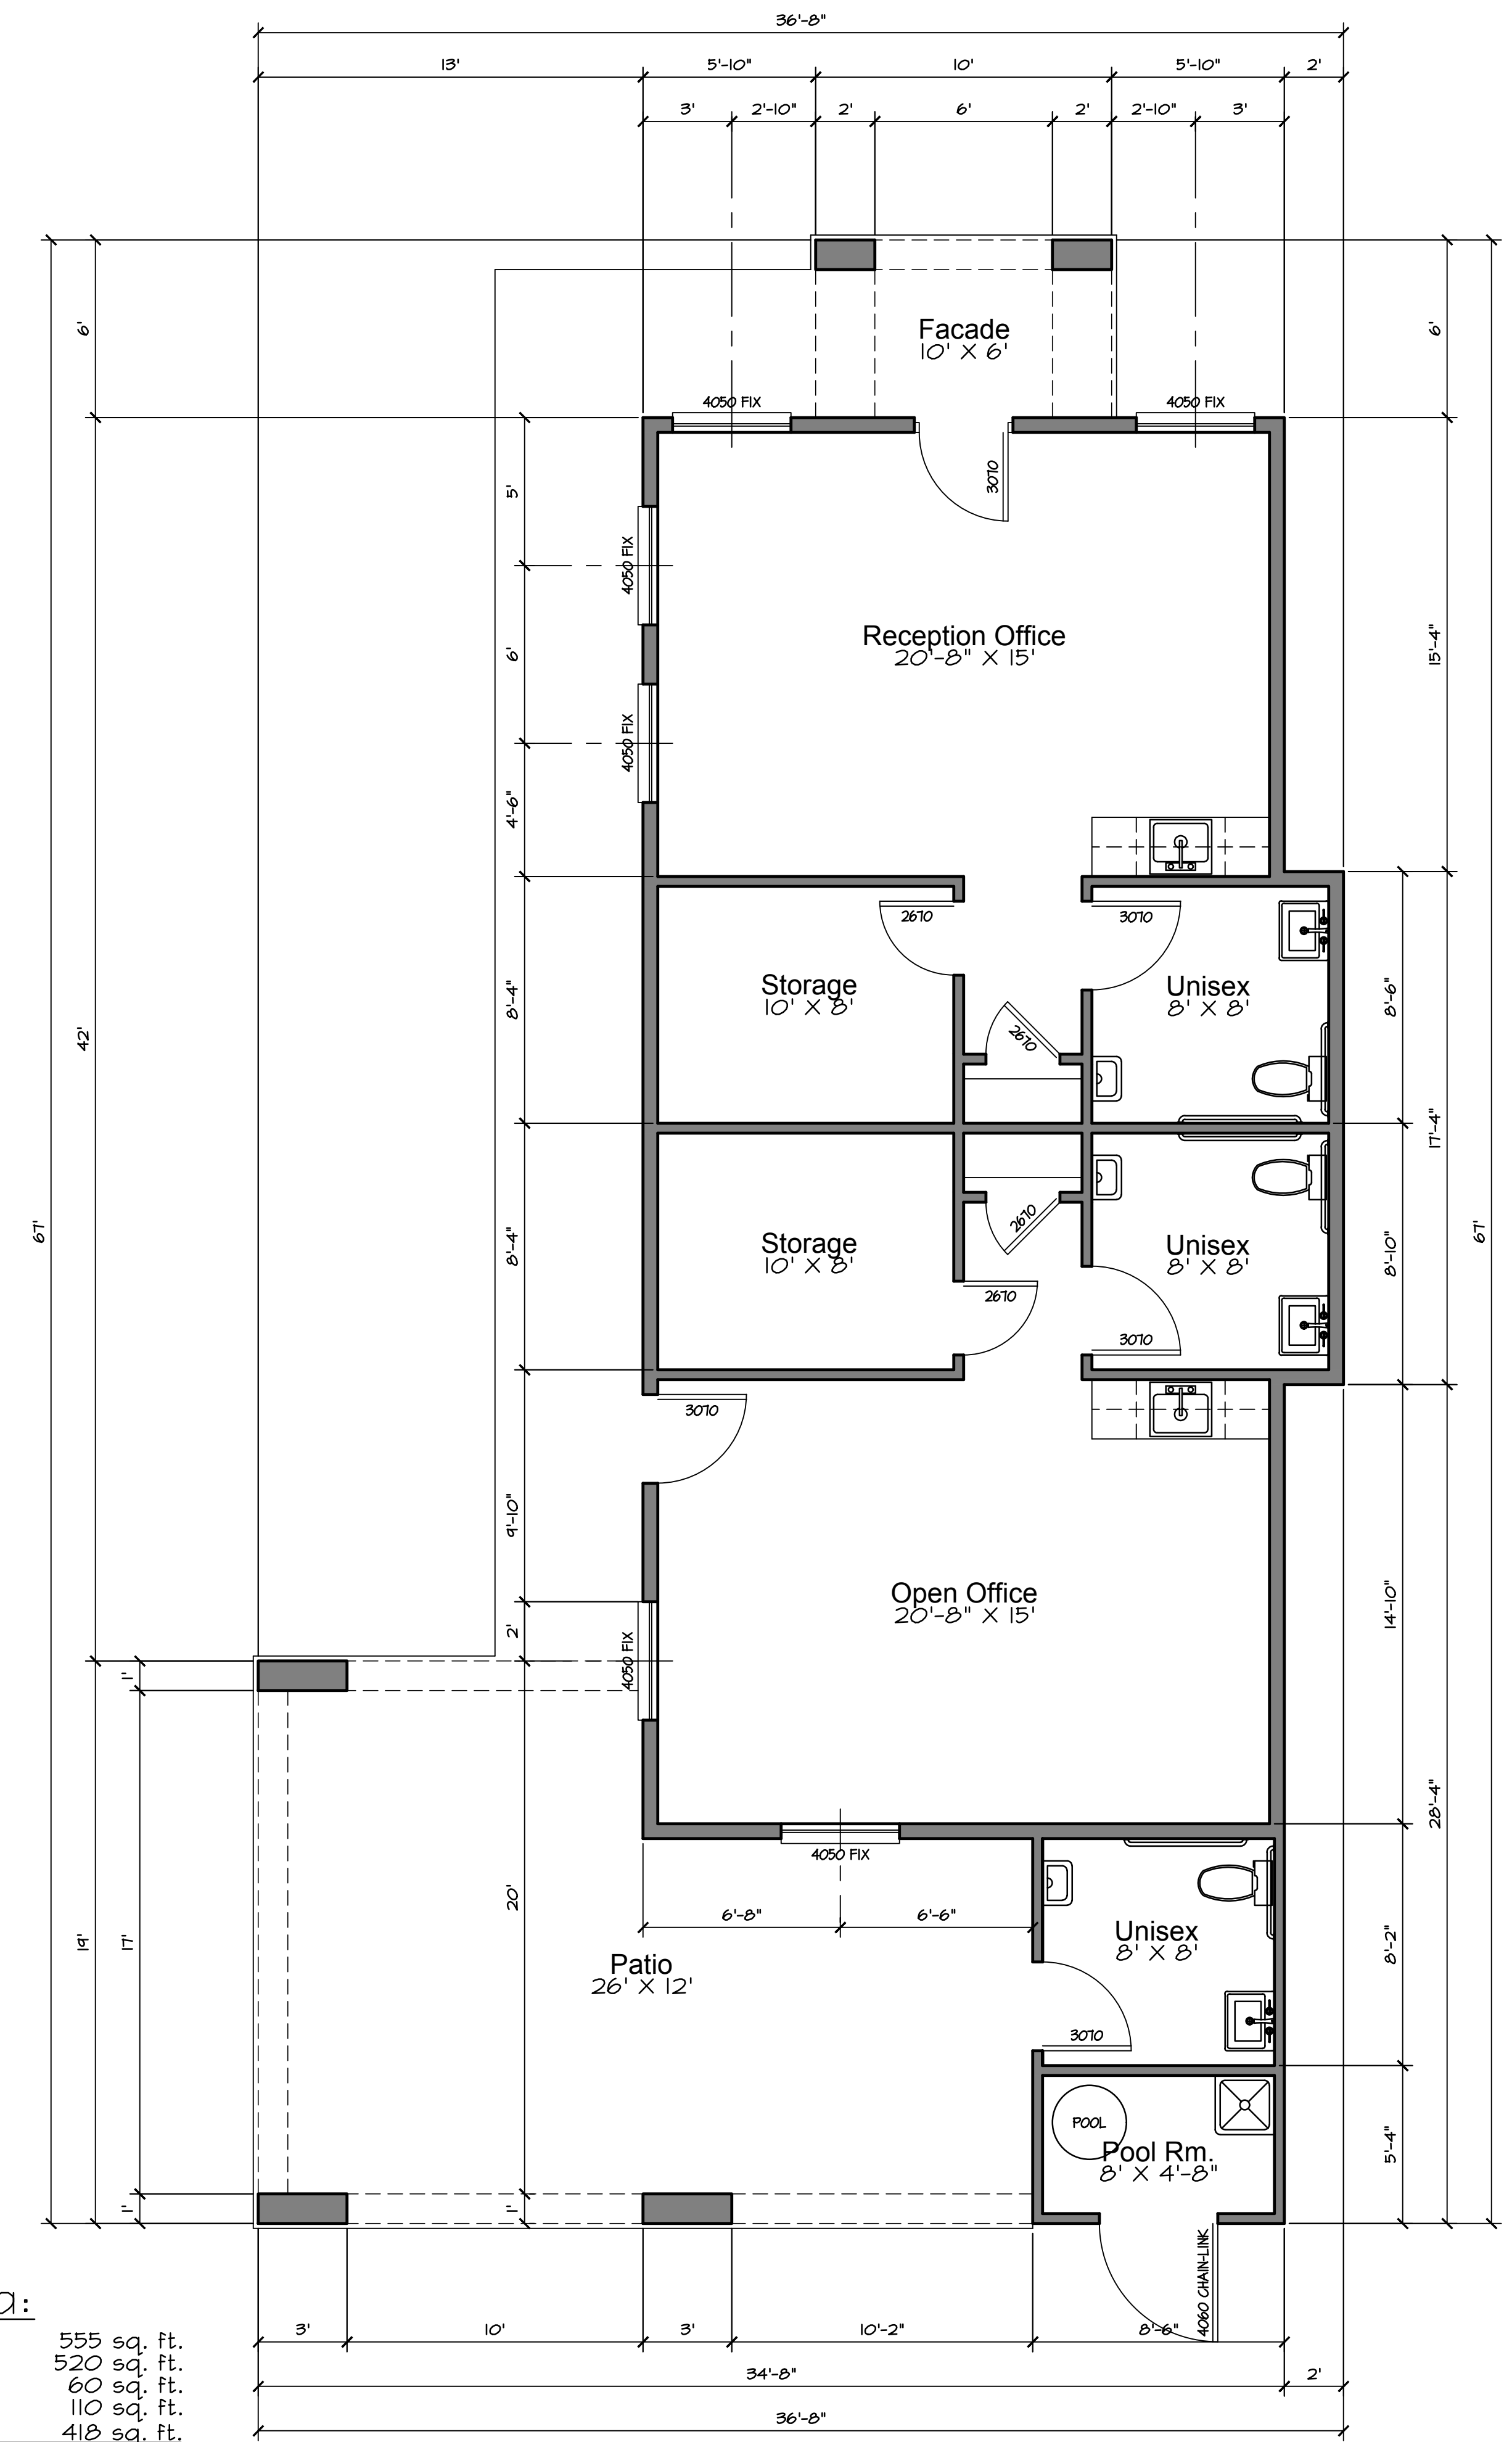 36'-8"
13' 5'-10" 10' 5'-10" 2'
3' 2'-10" 2' 6' 2' 2'-10" 3'
6'
6'
Facade
10' X 6'
4050 FIX
4050 FIX
3070
5'
4050 FIX
6'
4050 FIX
4'-6"
Reception Office
20'-8" X 15'
15'-4"
42'
67'
67'
2670
3070
Storage
10' X 8'
Unisex
8' X 8'
8'-4"
8'-6"
2670
17'-4"
2670
Storage
10' X 8'
Unisex
8' X 8'
8'-4"
8'-10"
2670
3070
3070
9'-10"
Open Office
20'-8" X 15'
14'-10"
2'
4050 FIX
1'
28'-4"
4050 FIX
6'-8" 6'-6"
20'
19'
17'
Patio
26' X 12'
Unisex
8' X 8'
8'-2"
3070
POOL
Pool Rm.
8' X 4'-8"
5'-4"
1'
1'
4060 CHAIN-LINK
3' 10' 3' 10'-2" 8'-6"
34'-8" 2'
36'-8"
a:
555 sq. ft.
520 sq. ft.
60 sq. ft.
110 sq. ft.
418 sq. ft.